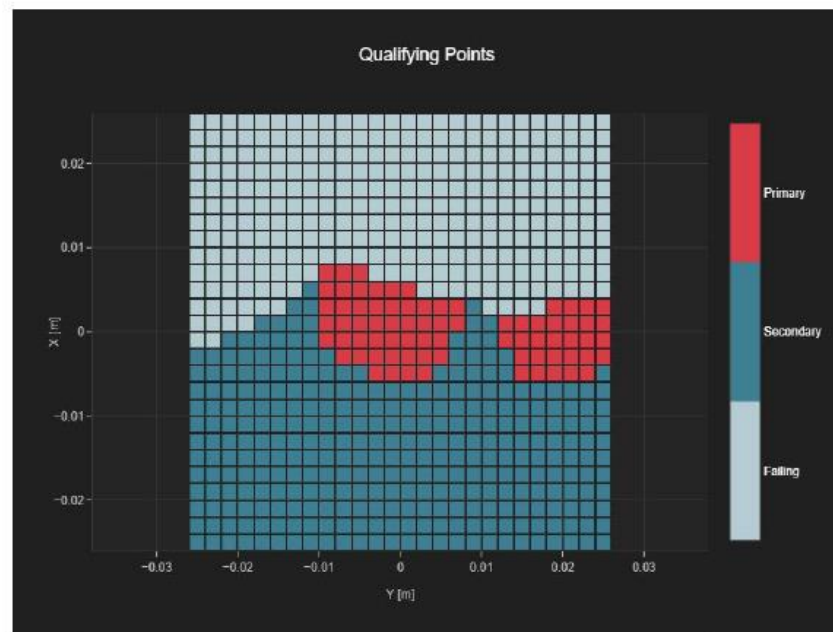 Qualifying Points
0.02
0.01
0
−0.01
−0.02
X [m]
−0.03
−0.02
−0.01
0
0.01
0.02
0.03
Y [m]
Primary
Secondary
Failing